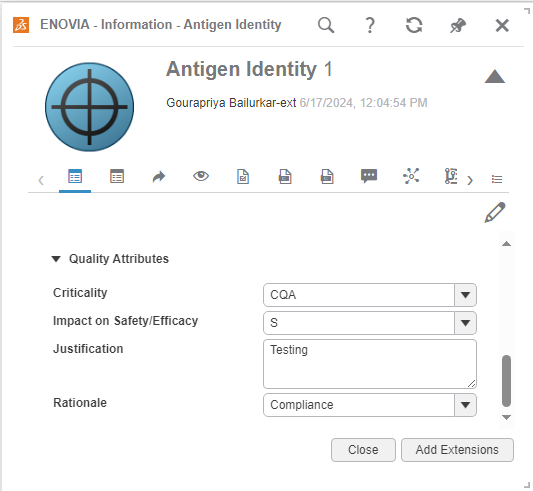 ENOVIA - Information - Antigen Identity
Antigen Identity 1
Gourapriya Bailurkar-ext 6/17/2024, 12:04:54 PM
Quality Attributes
Criticality
CQA
Impact on Safety/Efficacy
S
Justification
Testing
Rationale
Compliance
Close
Add Extensions